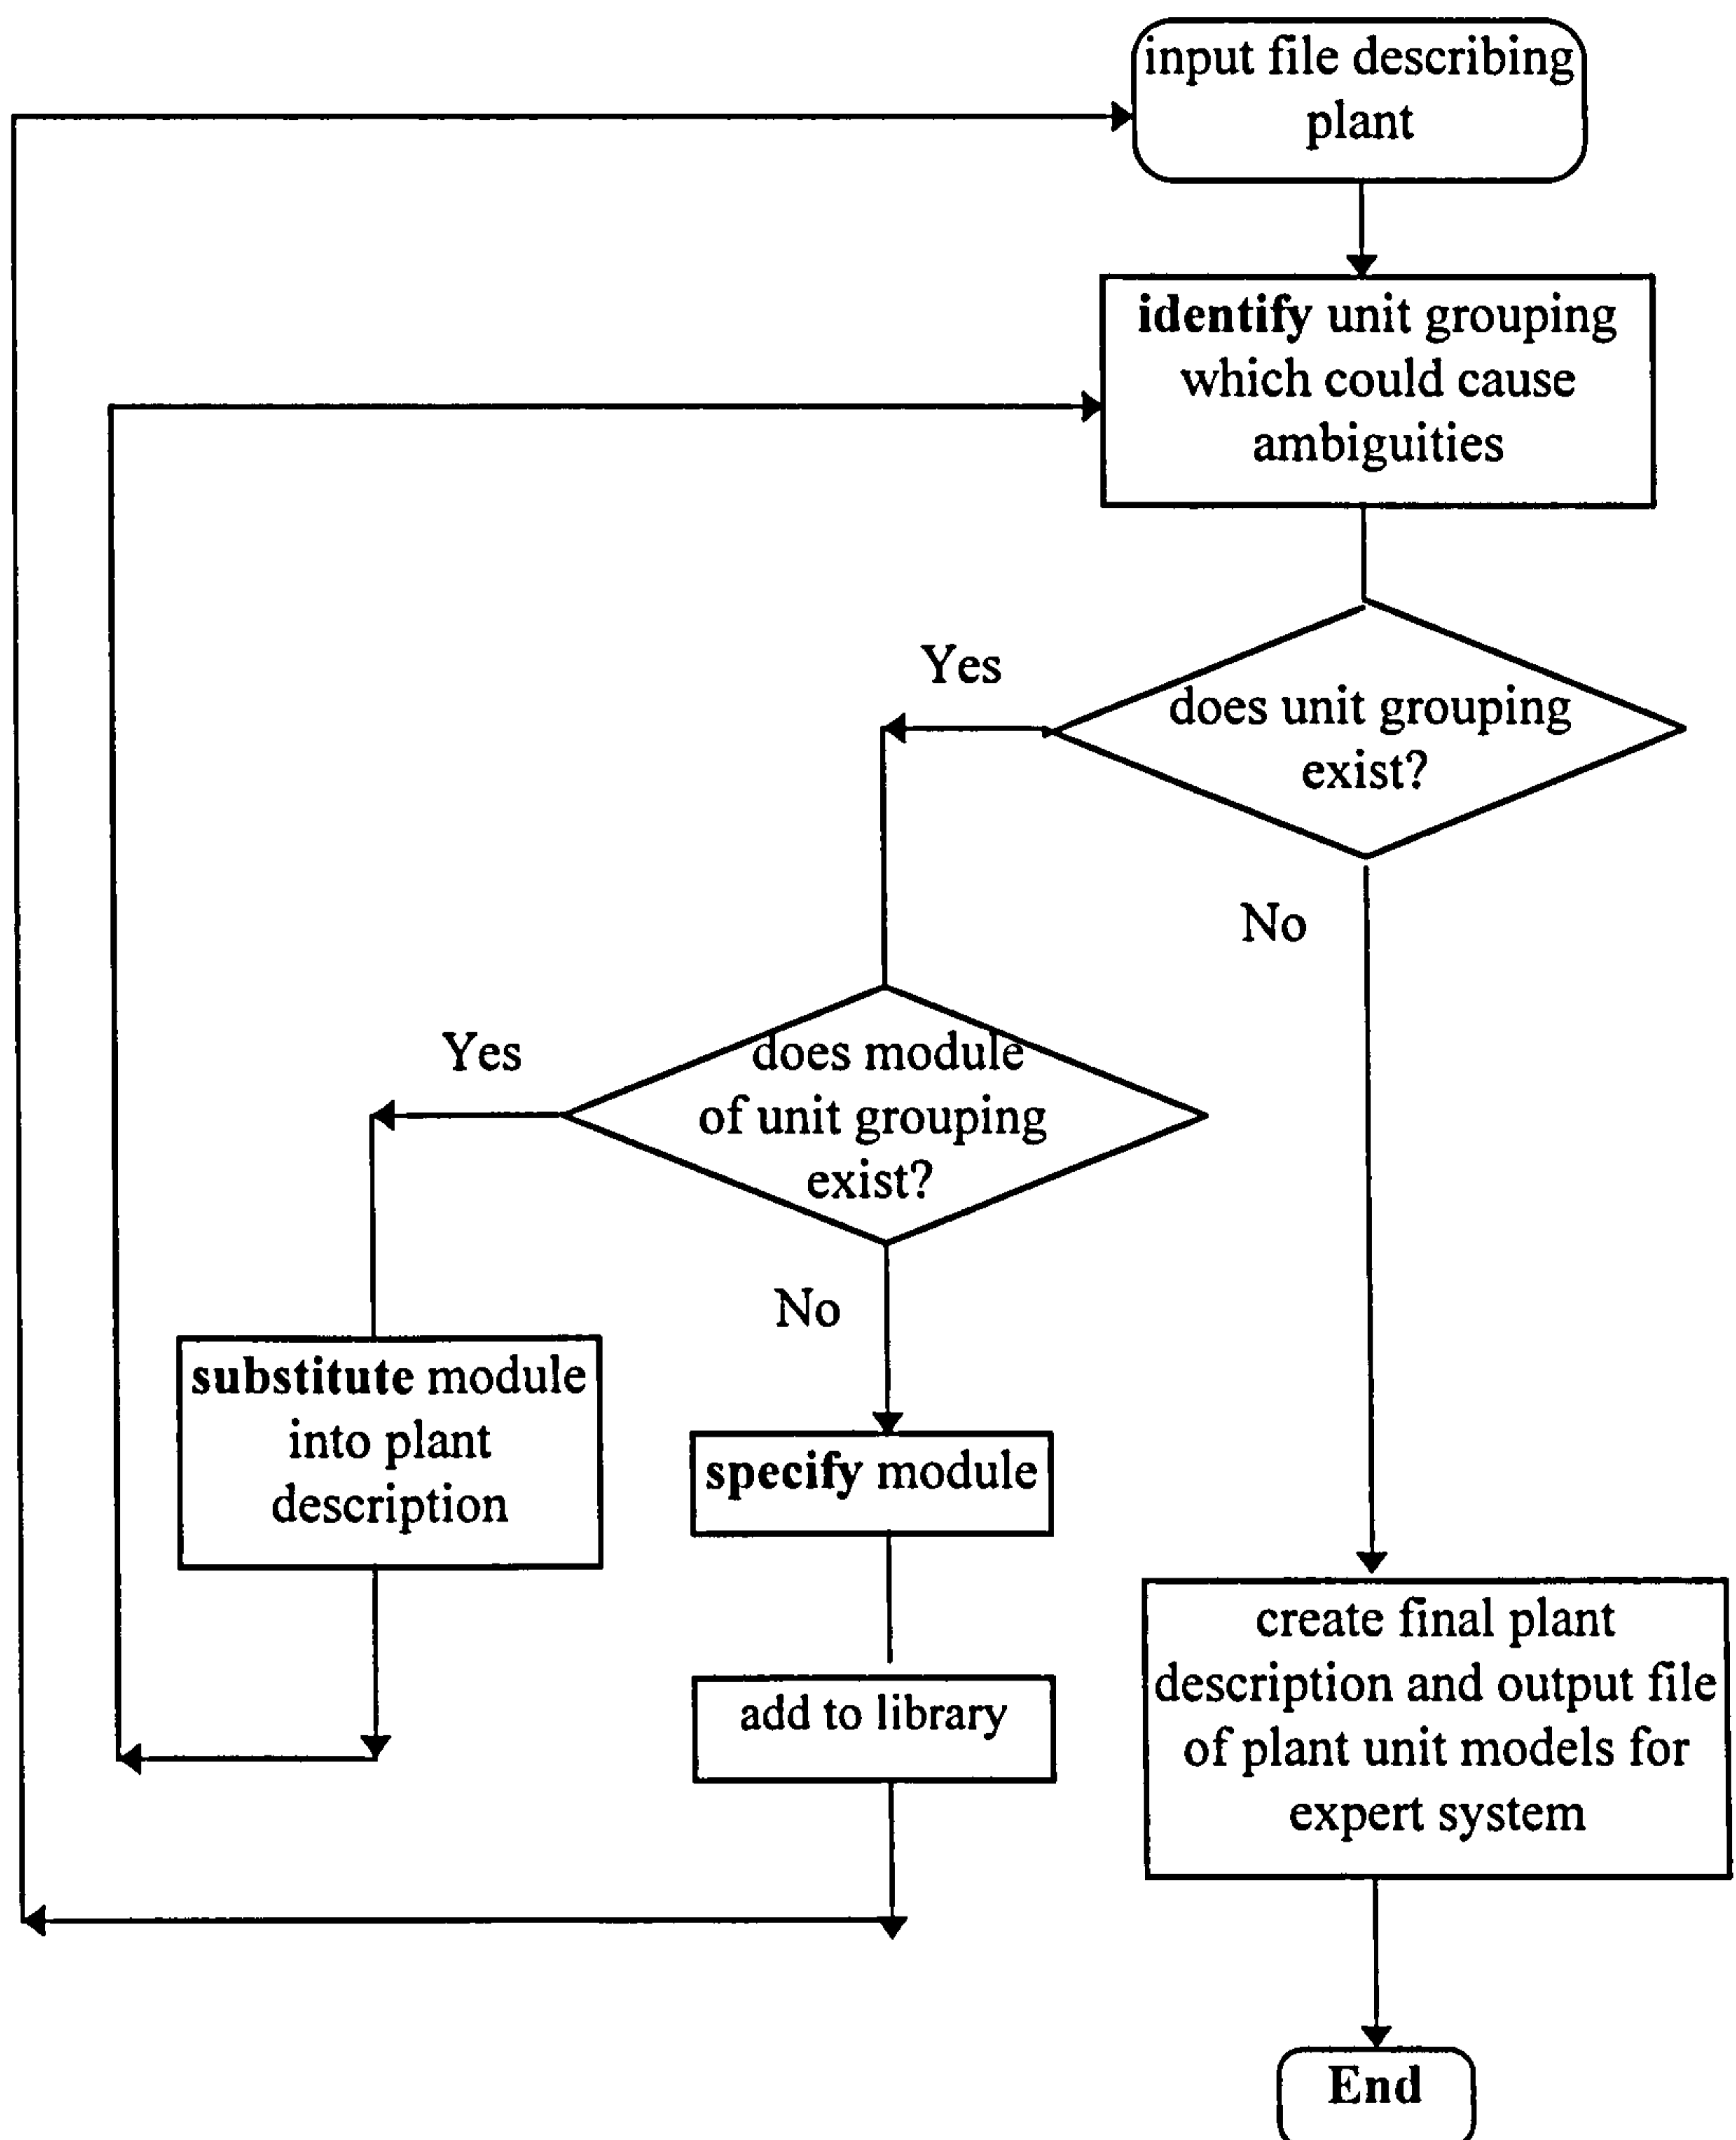 input file describing
plant
identify unit grouping
which could cause
ambiguities
Yes
does unit grouping
exist?
No
Yes
does module
of unit grouping
exist?
No
substitute module
into plant
description
specify module
add to library
create final plant
description and output file
of plant unit models for
expert system
End